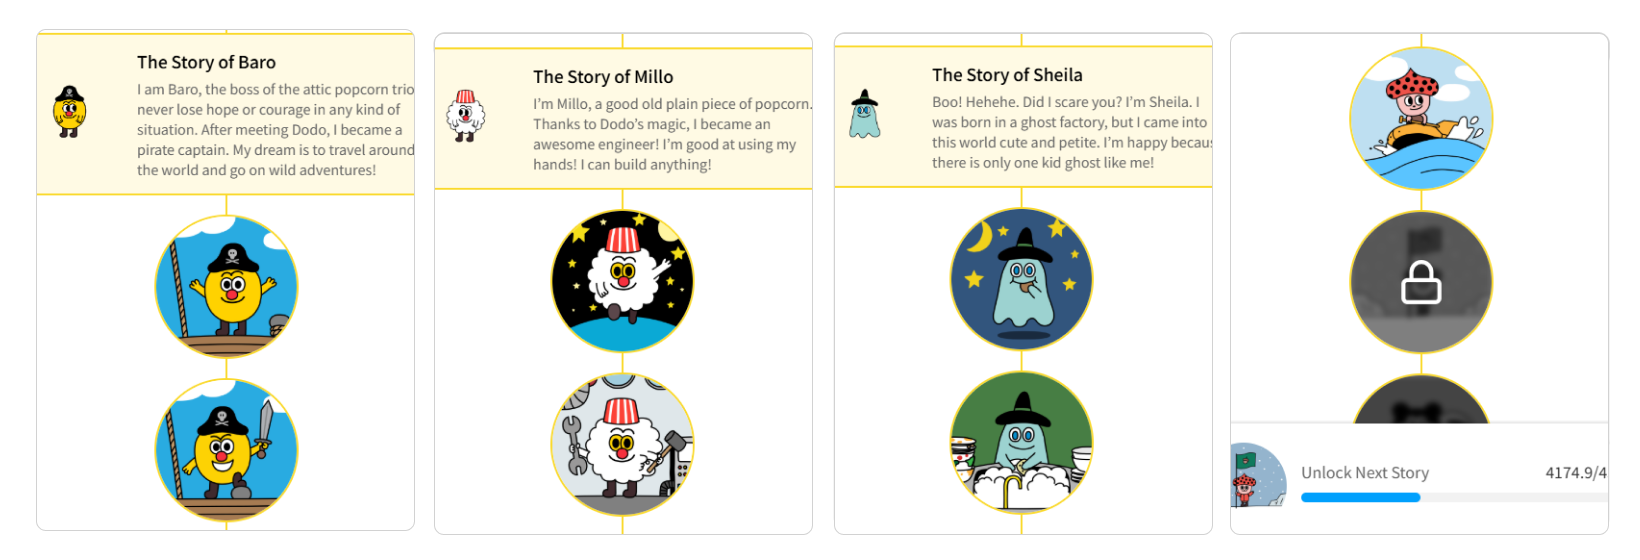 The Story of Baro
I am Baro, the boss of the attic popcorn trio
never lose hope or courage in any kind of
situation. After meeting Dodo, I became a
pirate captain. My dream is to travel around
the world and go on wild adventures!
The Story of Millo
I'm Millo, a good old plain piece of popcorn.
Thanks to Dodo's magic, I became an
awesome engineer! I'm good at using my
hands! I can build anything!
The Story of Sheila
Boo! Hehehe. Did I scare you? I'm Sheila. I
was born in a ghost factory, but I came into
this world cute and petite. I'm happy becaus
there is only one kid ghost like me!
Unlock Next Story
4174.9/4